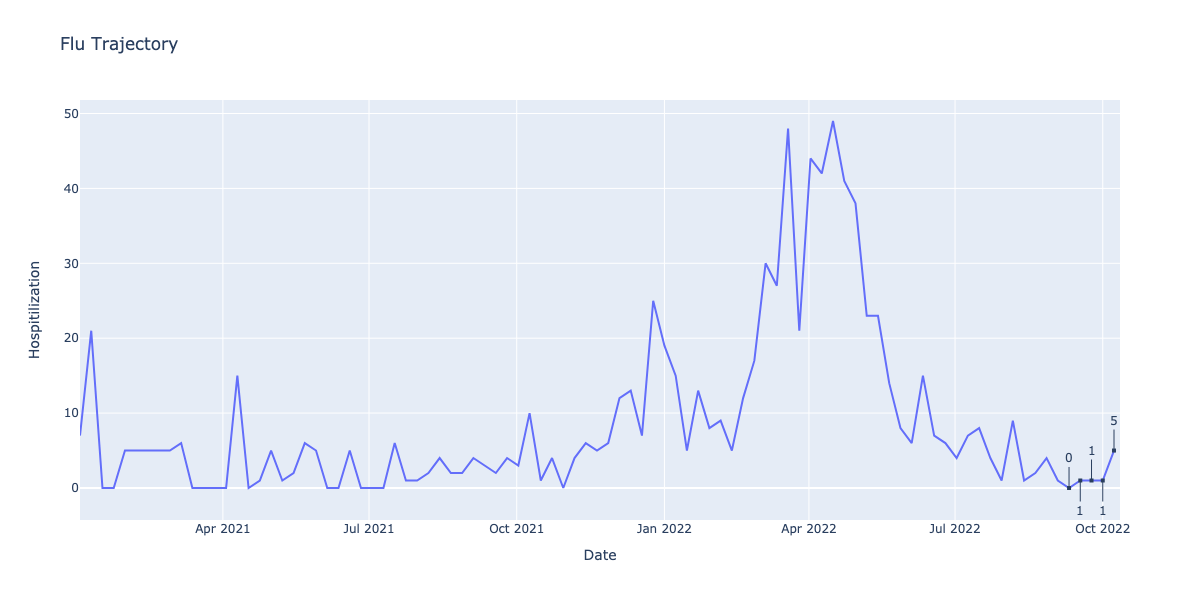 Flu Trajectory
50
40
30
20
10
0
Hospitilization
0
1
1
1
5
Apr 2021
Jul 2021
Oct 2021
Jan 2022
Apr 2022
Jul 2022
Oct 2022
Date